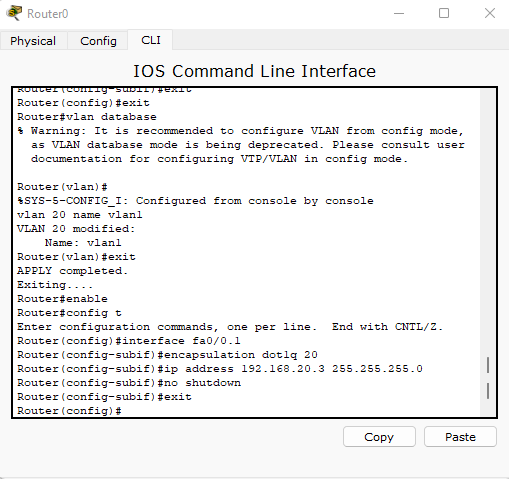 Router0
Physical Config CLI
IOS Command Line Interface
Router(config-subif)#exit
Router(config)#exit
Router#vlan database
% Warning: It is recommended to configure VLAN from config mode,
as VLAN database mode is being deprecated. Please consult user
documentation for configuring VTP/VLAN in config mode.
Router(vlan)#
%SYS-5-CONFIG_I: Configured from console by console
vlan 20 name vlan1
VLAN 20 modified:
Name: vlan1
Router(vlan)#exit
APPLY completed.
Exiting....
Router#enable
Router#config t
Enter configuration commands, one per line. End with CNTL/Z.
Router(config)#interface fa0/0.1
Router(config-subif)#encapsulation dot1q 20
Router(config-subif)#ip address 192.168.20.3 255.255.255.0
Router(config-subif)#no shutdown
Router(config-subif)#exit
Router(config)#
Copy Paste